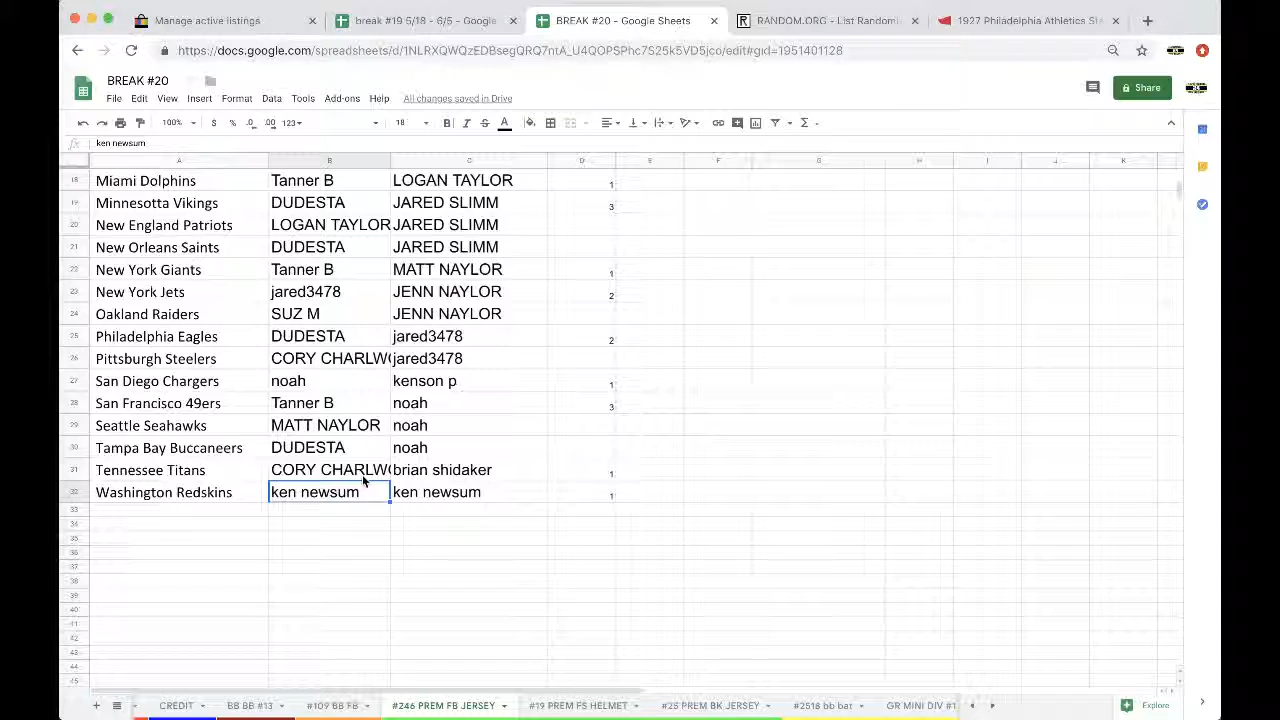 Manage active listings
break #19 5/18 - 6/5 - Google
BREAK #20 - Google Sheets
RANDOM.ORG
1927 Philadelphia Athletics St
https://docs.google.com/spreadsheets/d/1NLRXQWQzEDBsegQRQ7ntA_U4QOPSPhc7S25k5VD5jco/edit#gid=1951401128
BREAK #20
File Edit View Insert Format Data Tools Add-ons Help All changes saved in Drive
Share
100% $ % .0 .00 123 18 B I S A
fx ken newsum
A B C D E F G H I J K
18 Miami Dolphins Tanner B LOGAN TAYLOR 1
19 Minnesotta Vikings DUDESTA JARED SLIMM 3
20 New England Patriots LOGAN TAYLOR JARED SLIMM
21 New Orleans Saints DUDESTA JARED SLIMM
22 New York Giants Tanner B MATT NAYLOR 1
23 New York Jets jared3478 JENN NAYLOR 2
24 Oakland Raiders SUZ M JENN NAYLOR
25 Philadelphia Eagles DUDESTA jared3478 2
26 Pittsburgh Steelers CORY CHARLW jared3478
27 San Diego Chargers noah kenson p 1
28 San Francisco 49ers Tanner B noah 3
29 Seattle Seahawks MATT NAYLOR noah
30 Tampa Bay Buccaneers DUDESTA noah
31 Tennessee Titans CORY CHARLW brian shidaker 1
32 Washington Redskins ken newsum ken newsum 1
33
34
35
36
37
38
39
40
41
42
43
44
45
CREDIT BB BB #13 #109 BB FB #246 PREM FB JERSEY #19 PREM FS HELMET #25 PREM BK JERSEY #2518 bb bar GR MINI DIV #1 Explore